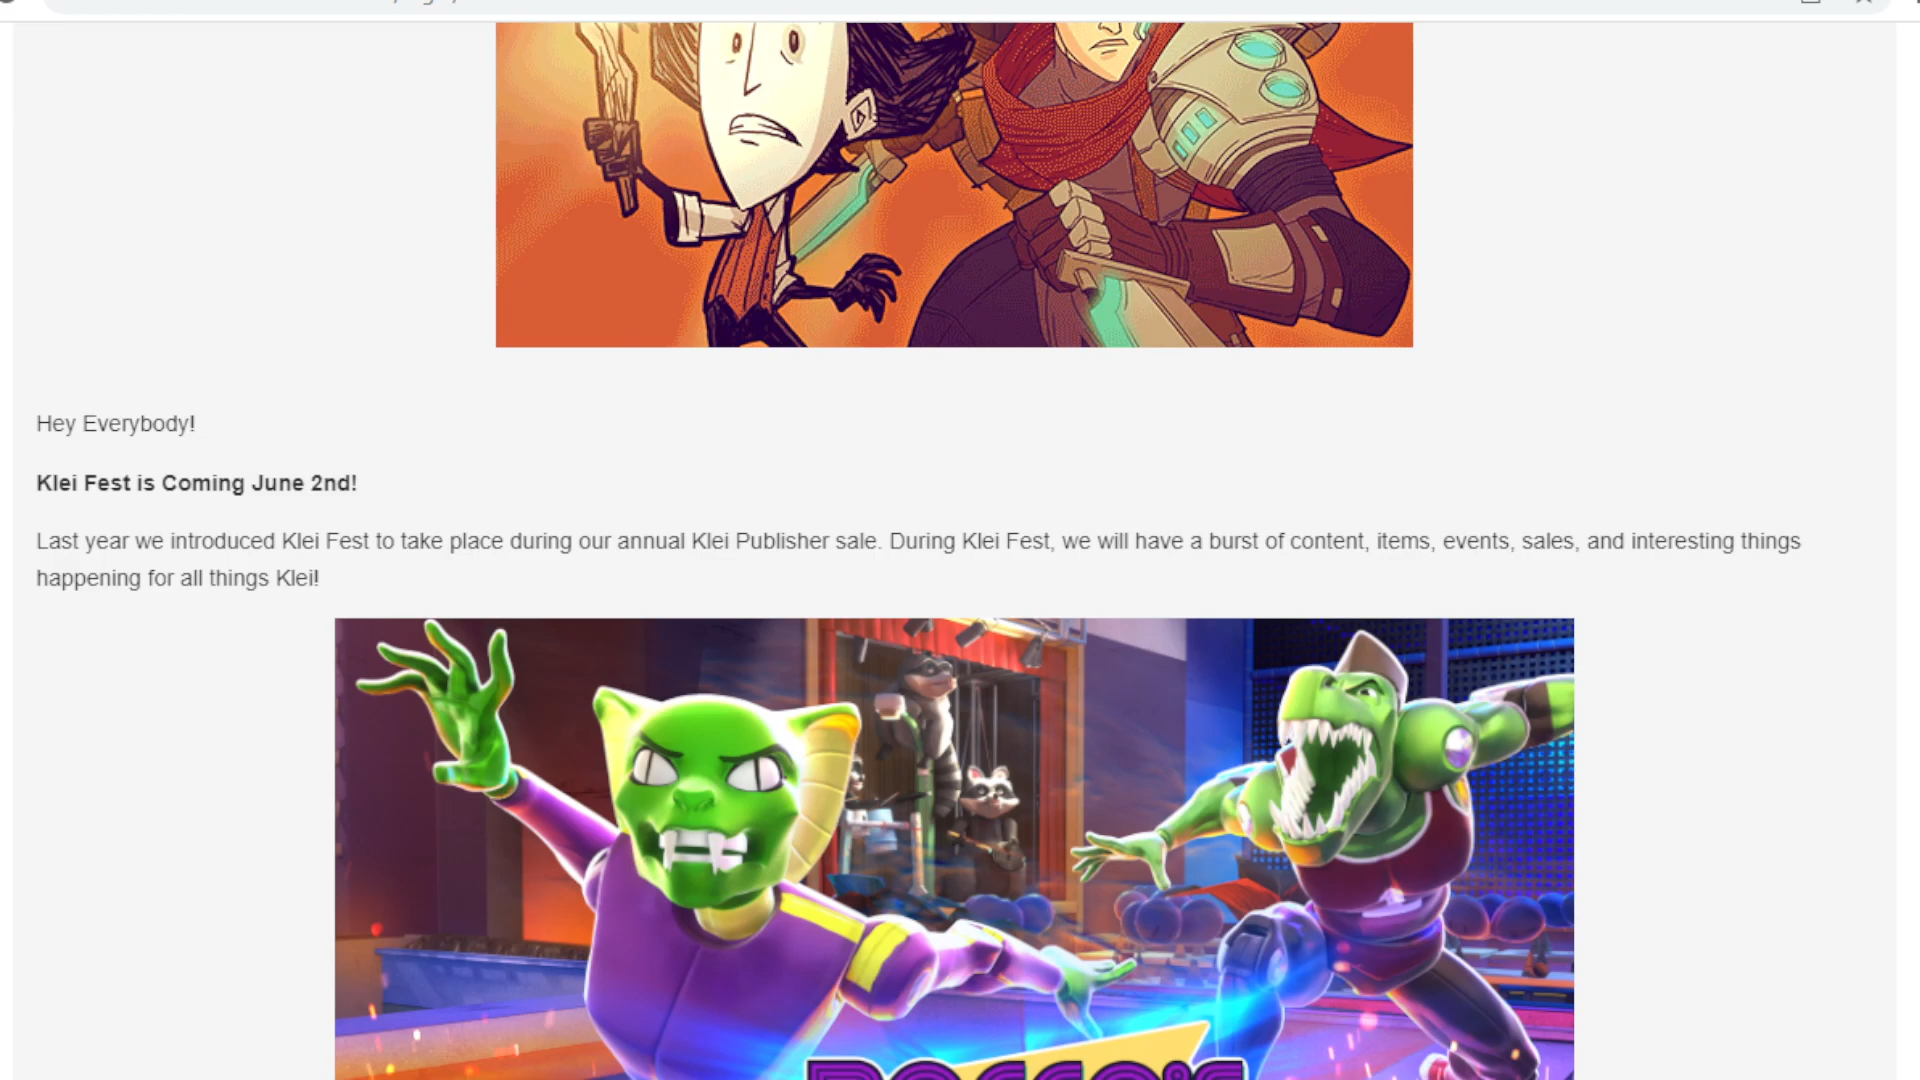 Hey Everybody!
Klei Fest is Coming June 2nd!
Last year we introduced Klei Fest to take place during our annual Klei Publisher sale. During Klei Fest, we will have a burst of content, items, events, sales, and interesting things
happening for all things Klei!